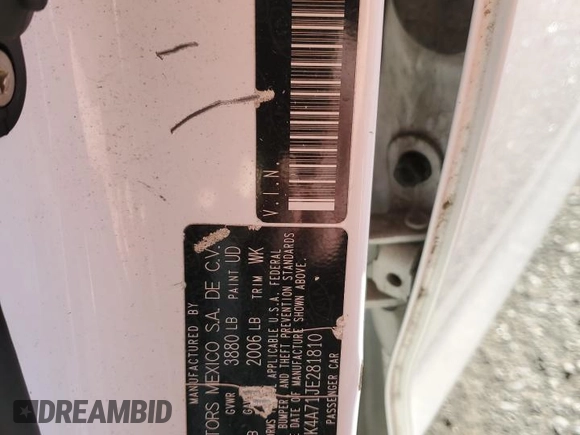 V.I.N.
MANUFACTURED BY
TORS MEXICO S.A. DE C.V.
3880 LB PAINT UD
GVWR
2006 LB TRIM WK
APPLICABLE U.S.A. FEDERAL
BUMPER, AND THEFT PREVENTION STANDARDS
OF MANUFACTURE SHOWN ABOVE.
K4A71JE281810
PASSENGER CAR
DREAMBID